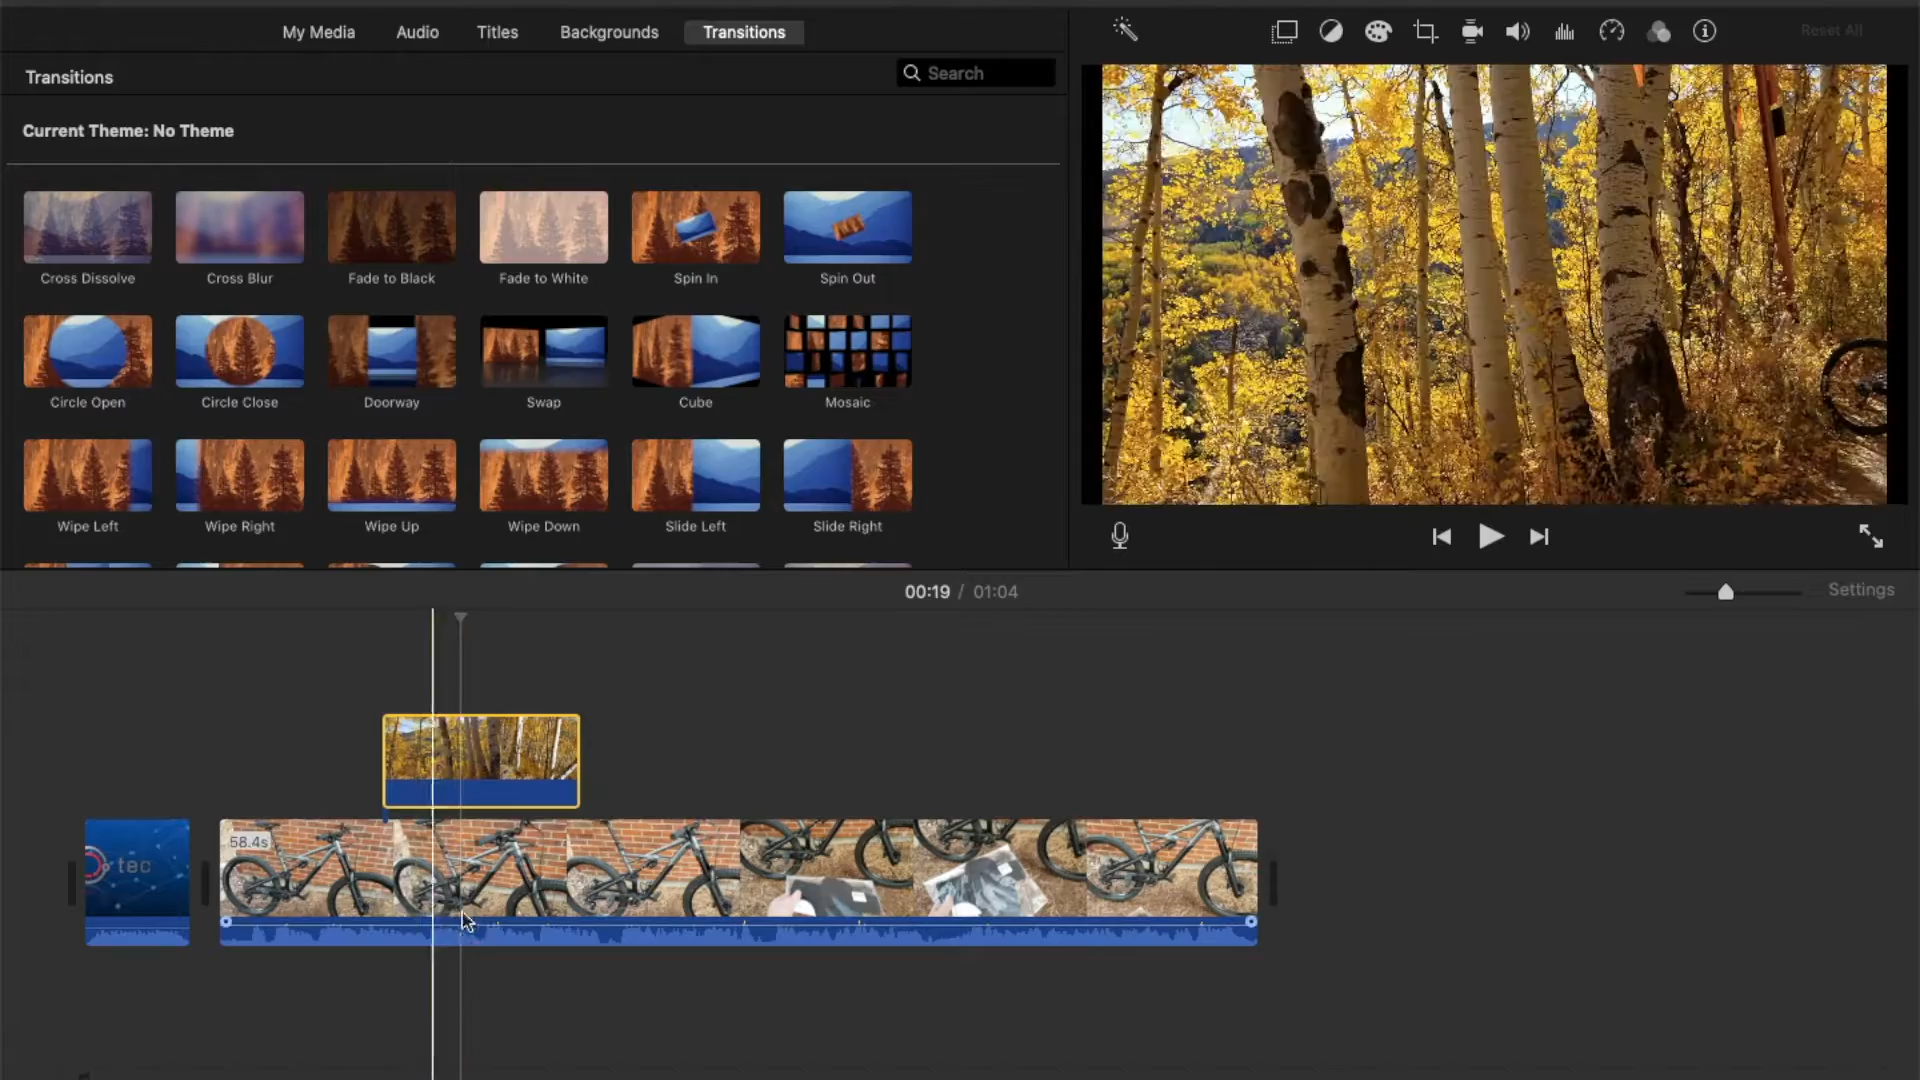 My Media Audio Titles Backgrounds Transitions
Reset All
Transitions
Search
Current Theme: No Theme
Cross Dissolve Cross Blur Fade to Black Fade to White Spin In Spin Out
Circle Open Circle Close Doorway Swap Cube Mosaic
Wipe Left Wipe Right Wipe Up Wipe Down Slide Left Slide Right
00:19 / 01:04
Settings
58.4s
tec